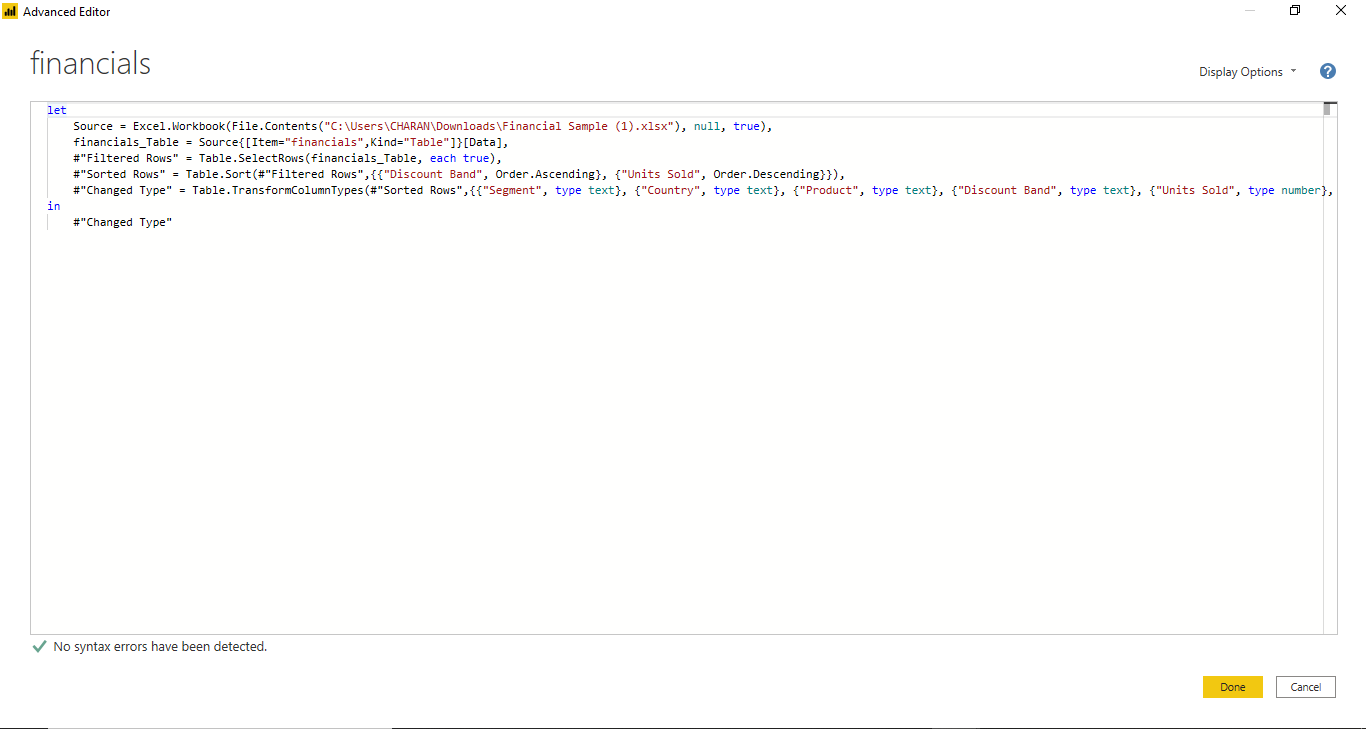 Advanced Editor
financials
Display Options
?
let
    Source = Excel.Workbook(File.Contents("C:\Users\CHARAN\Downloads\Financial Sample (1).xlsx"), null, true),
    financials_Table = Source{[Item="financials",Kind="Table"]}[Data],
    #"Filtered Rows" = Table.SelectRows(financials_Table, each true),
    #"Sorted Rows" = Table.Sort(#"Filtered Rows",{{"Discount Band", Order.Ascending}, {"Units Sold", Order.Descending}}),
    #"Changed Type" = Table.TransformColumnTypes(#"Sorted Rows",{{"Segment", type text}, {"Country", type text}, {"Product", type text}, {"Discount Band", type text}, {"Units Sold", type number},
in
    #"Changed Type"
No syntax errors have been detected.
Done
Cancel